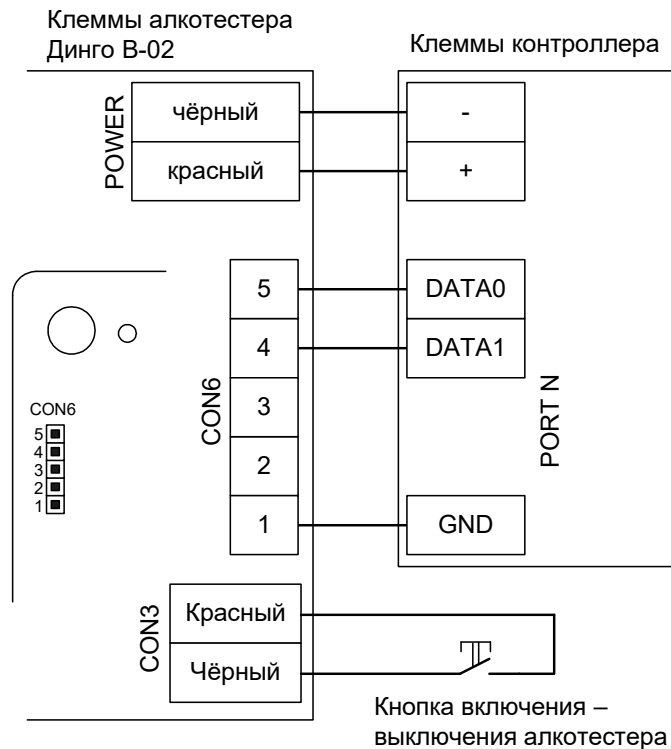 Клеммы алкотестера
Динго В-02
Клеммы контроллера
POWER
чёрный
-
красный
+
CON6
5
4
3
2
1
CON6
5
DATA0
4
DATA1
3
2
1
GND
PORT N
CON3
Красный
Чёрный
Кнопка включения –
выключения алкотестера